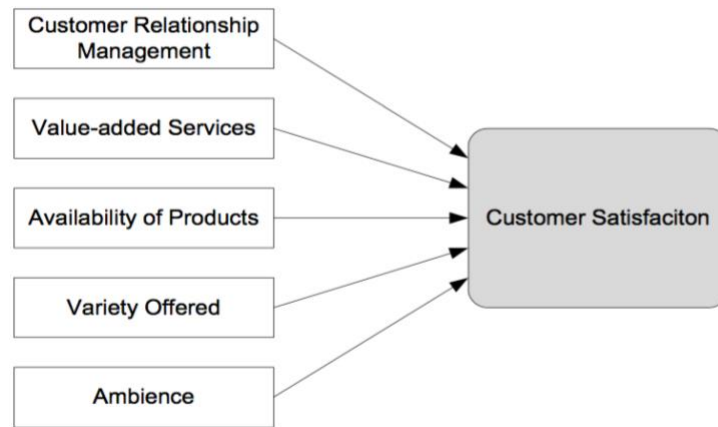 Customer Relationship
Management
Value-added Services
Availability of Products
Customer Satisfaciton
Variety Offered
Ambience